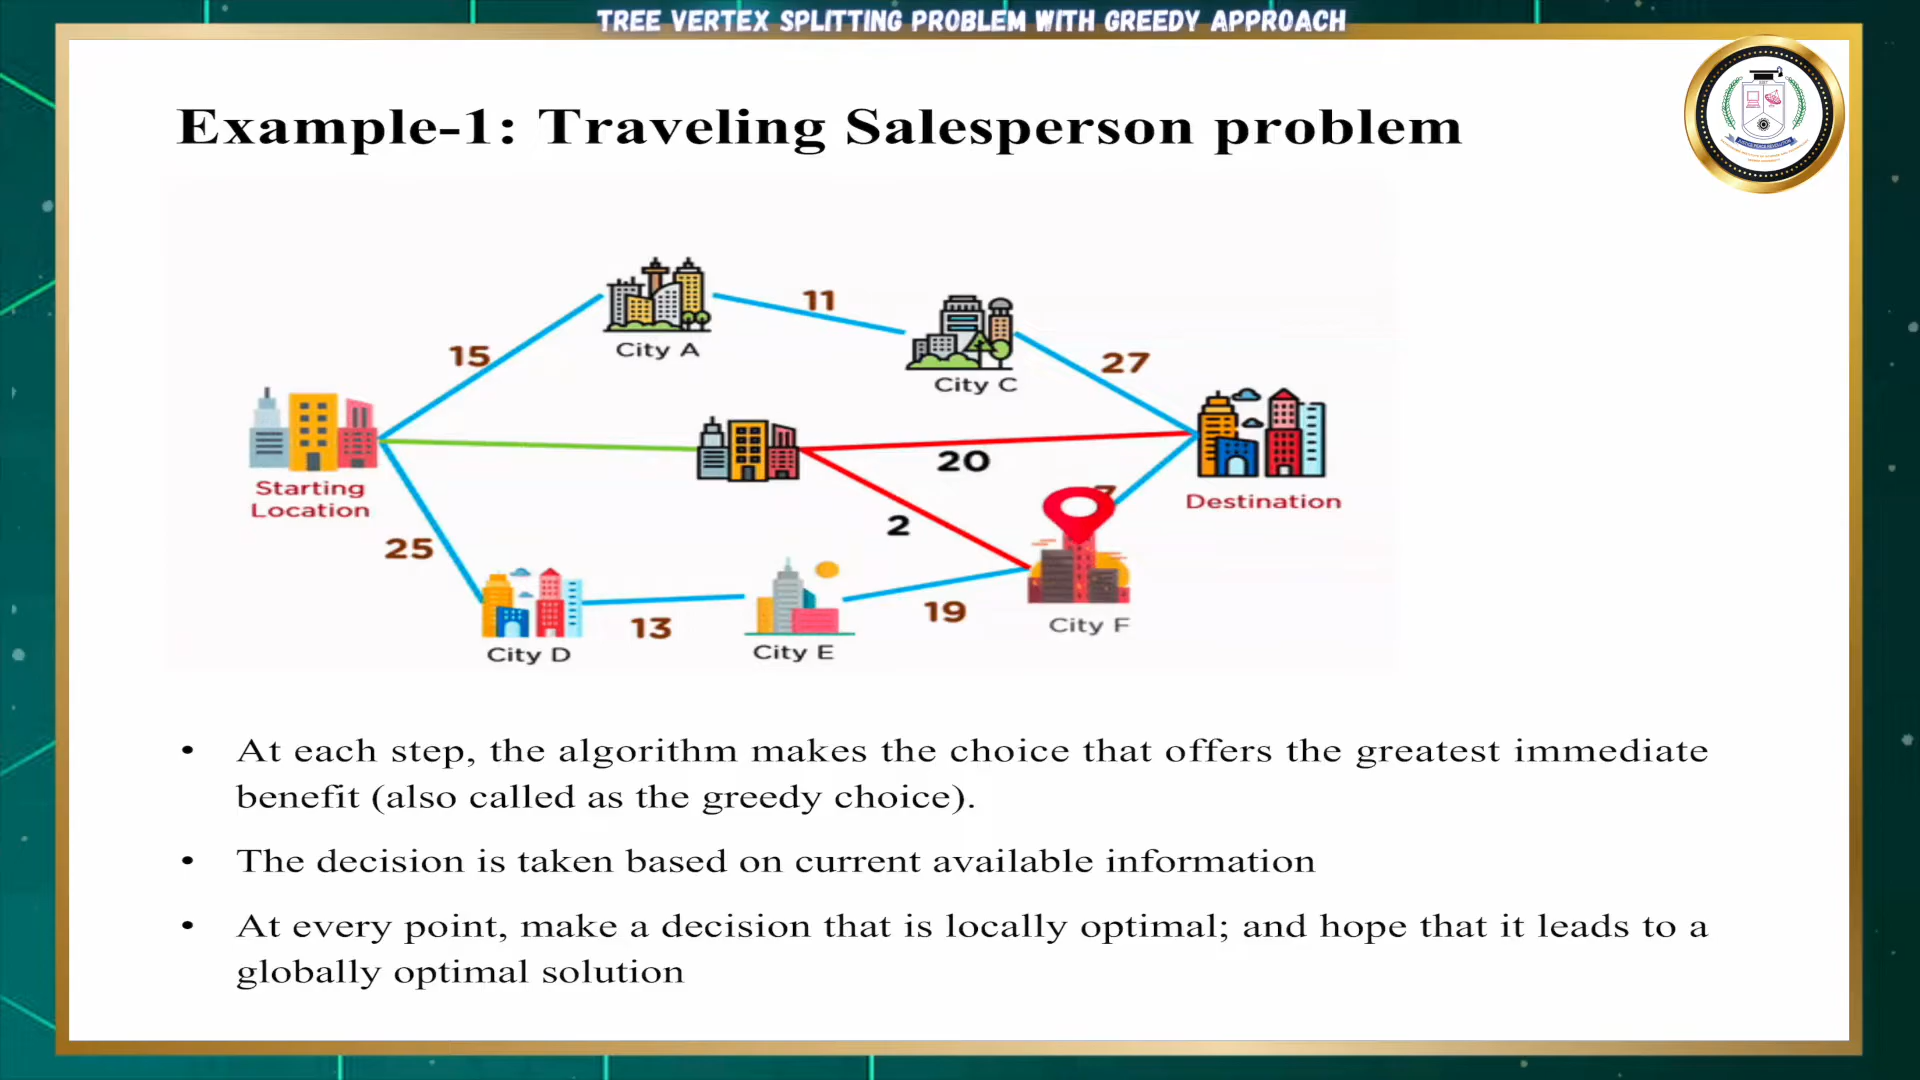 TREE VERTEX SPLITTING PROBLEM WITH GREEDY APPROACH
Example-1: Traveling Salesperson problem
11
City A
15
27
City C
Starting
Location
20
7
Destination
2
25
13
19
City F
City D
City E
• At each step, the algorithm makes the choice that offers the greatest immediate
benefit (also called as the greedy choice).
• The decision is taken based on current available information
• At every point, make a decision that is locally optimal; and hope that it leads to a
globally optimal solution